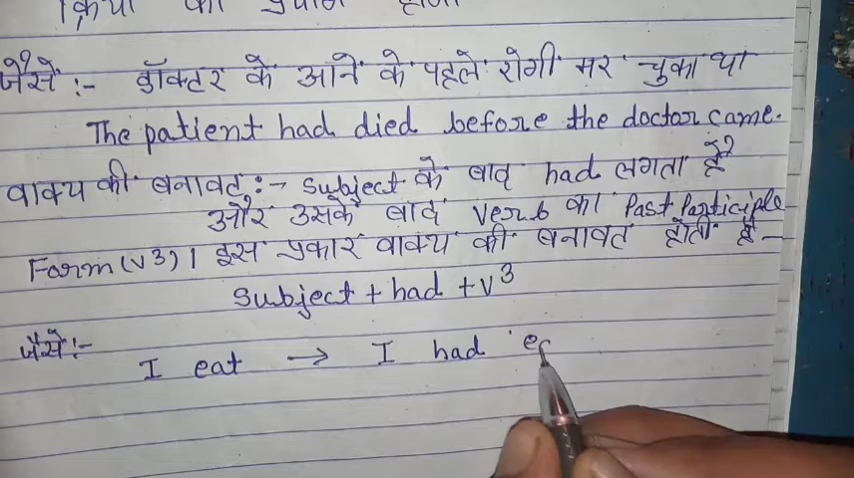 क्रिया का प्रयोग होगा
जैसे :- डॉक्टर के आने के पहले रोगी मर चुका था
The patient had died before the doctor came.
वाक्य की बनावट :- subject के बाद had लगता है
और उसके बाद verb का Past Participle
Form (v3) । इस प्रकार वाक्य की बनावट होती है -
subject + had + v³
जैसे :-
I eat → I had e